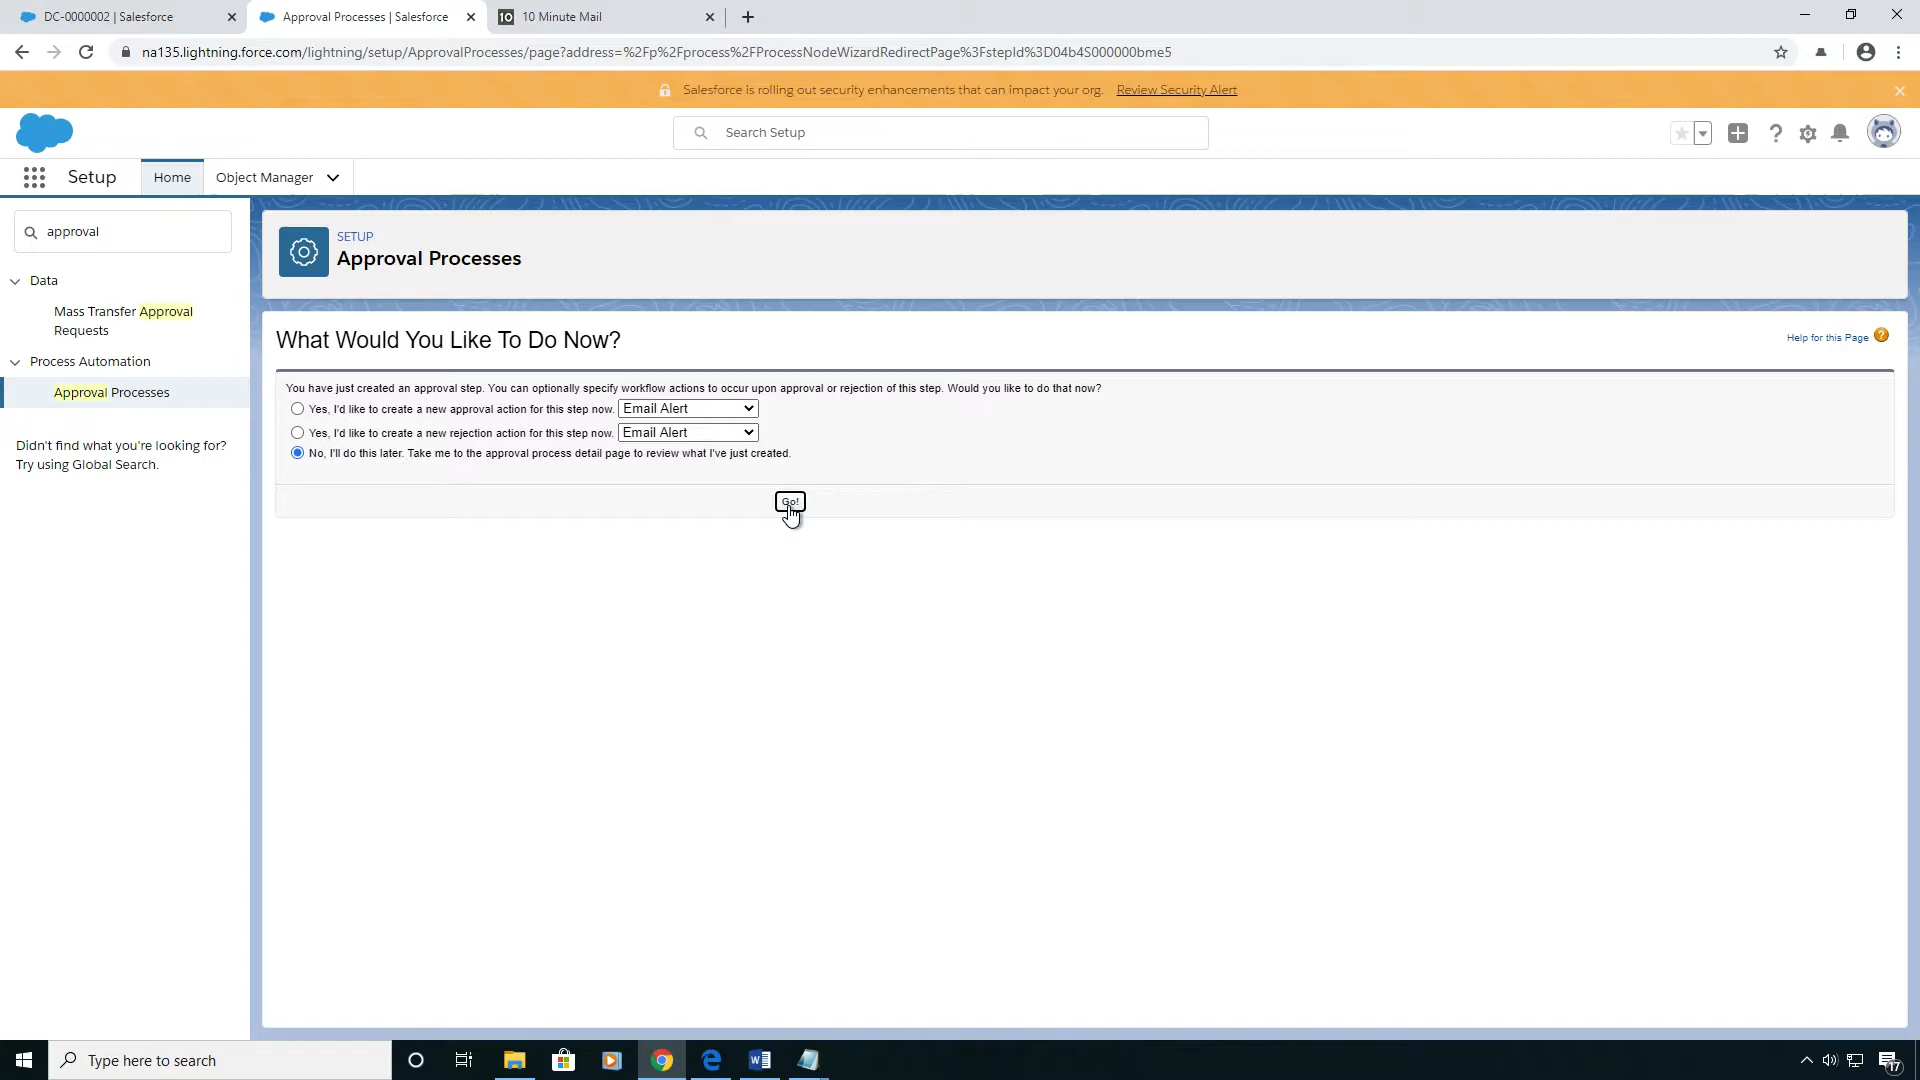 DC-0000002 | Salesforce
Approval Processes | Salesforce
10
10 Minute Mail
na135.lightning.force.com/lightning/setup/ApprovalProcesses/page?address=%2Fp%2Fprocess%2FProcessNodeWizardRedirectPage%3FstepId%3D04b4S000000bme5
Salesforce is rolling out security enhancements that can impact your org. Review Security Alert
Search Setup
Setup
Home
Object Manager
approval
Data
Mass Transfer Approval
Requests
Process Automation
Approval Processes
Didn't find what you're looking for?
Try using Global Search.
SETUP
Approval Processes
What Would You Like To Do Now?
Help for this Page
You have just created an approval step. You can optionally specify workflow actions to occur upon approval or rejection of this step. Would you like to do that now?
Yes, I'd like to create a new approval action for this step now. Email Alert
Yes, I'd like to create a new rejection action for this step now. Email Alert
No, I'll do this later. Take me to the approval process detail page to review what I've just created.
Go!
Type here to search
17